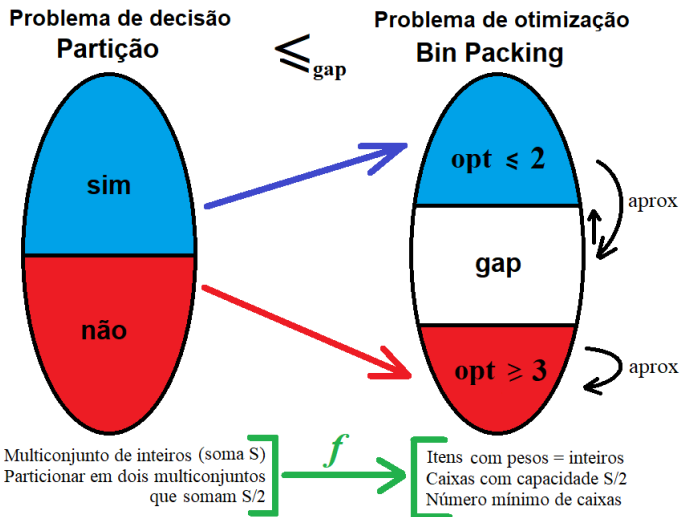 Problema de decisão
Partição
≤gap
Problema de otimização
Bin Packing
sim
não
opt ≤ 2
gap
opt ≥ 3
aprox
aprox
Multiconjunto de inteiros (soma S)
Particionar em dois multiconjuntos
que somam S/2
f
Itens com pesos = inteiros
Caixas com capacidade S/2
Número mínimo de caixas